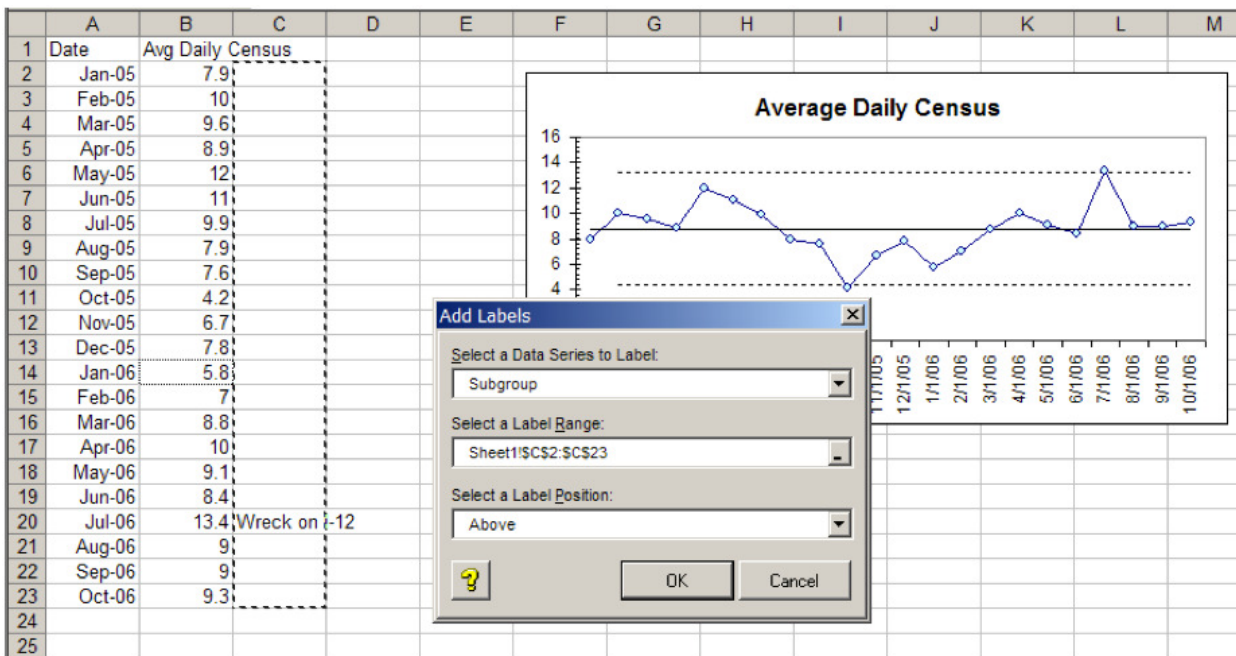 A B C D E F G H I J K L M
1 Date Avg Daily Census
2 Jan-05 7.9
3 Feb-05 10
4 Mar-05 9.6
5 Apr-05 8.9
6 May-05 12
7 Jun-05 11
8 Jul-05 9.9
9 Aug-05 7.9
10 Sep-05 7.6
11 Oct-05 4.2
12 Nov-05 6.7
13 Dec-05 7.8
14 Jan-06 5.8
15 Feb-06 7
16 Mar-06 8.8
17 Apr-06 10
18 May-06 9.1
19 Jun-06 8.4
20 Jul-06 13.4 Wreck on -12
21 Aug-06 9
22 Sep-06 9
23 Oct-06 9.3
24
25
Average Daily Census
16
14
12
10
8
6
4
11/1/05 12/1/05 1/1/06 2/1/06 3/1/06 4/1/06 5/1/06 6/1/06 7/1/06 8/1/06 9/1/06 10/1/06
Add Labels
Select a Data Series to Label:
Subgroup
Select a Label Range:
Sheet1!$C$2:$C$23
Select a Label Position:
Above
? OK Cancel